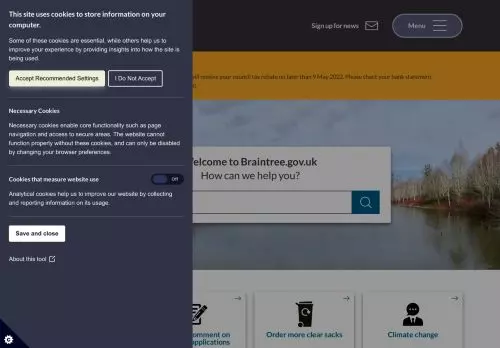 This site uses cookies to store information on your
computer.
Some of these cookies are essential, while others help us to
improve your experience by providing insights into how the site is
being used.
Accept Recommended Settings
I Do Not Accept
Necessary Cookies
Necessary cookies enable core functionality such as page
navigation and access to secure areas. The website cannot
function properly without these cookies, and can only be disabled
by changing your browser preferences.
Cookies that measure website use
Off
Analytical cookies help us to improve our website by collecting
and reporting information on its usage.
Save and close
About this tool
Sign up for news
Menu
will receive your council tax rebate no later than 9 May 2022. Please check your bank statement
Welcome to Braintree.gov.uk
How can we help you?
omment on
applications
Order more clear sacks
Climate change